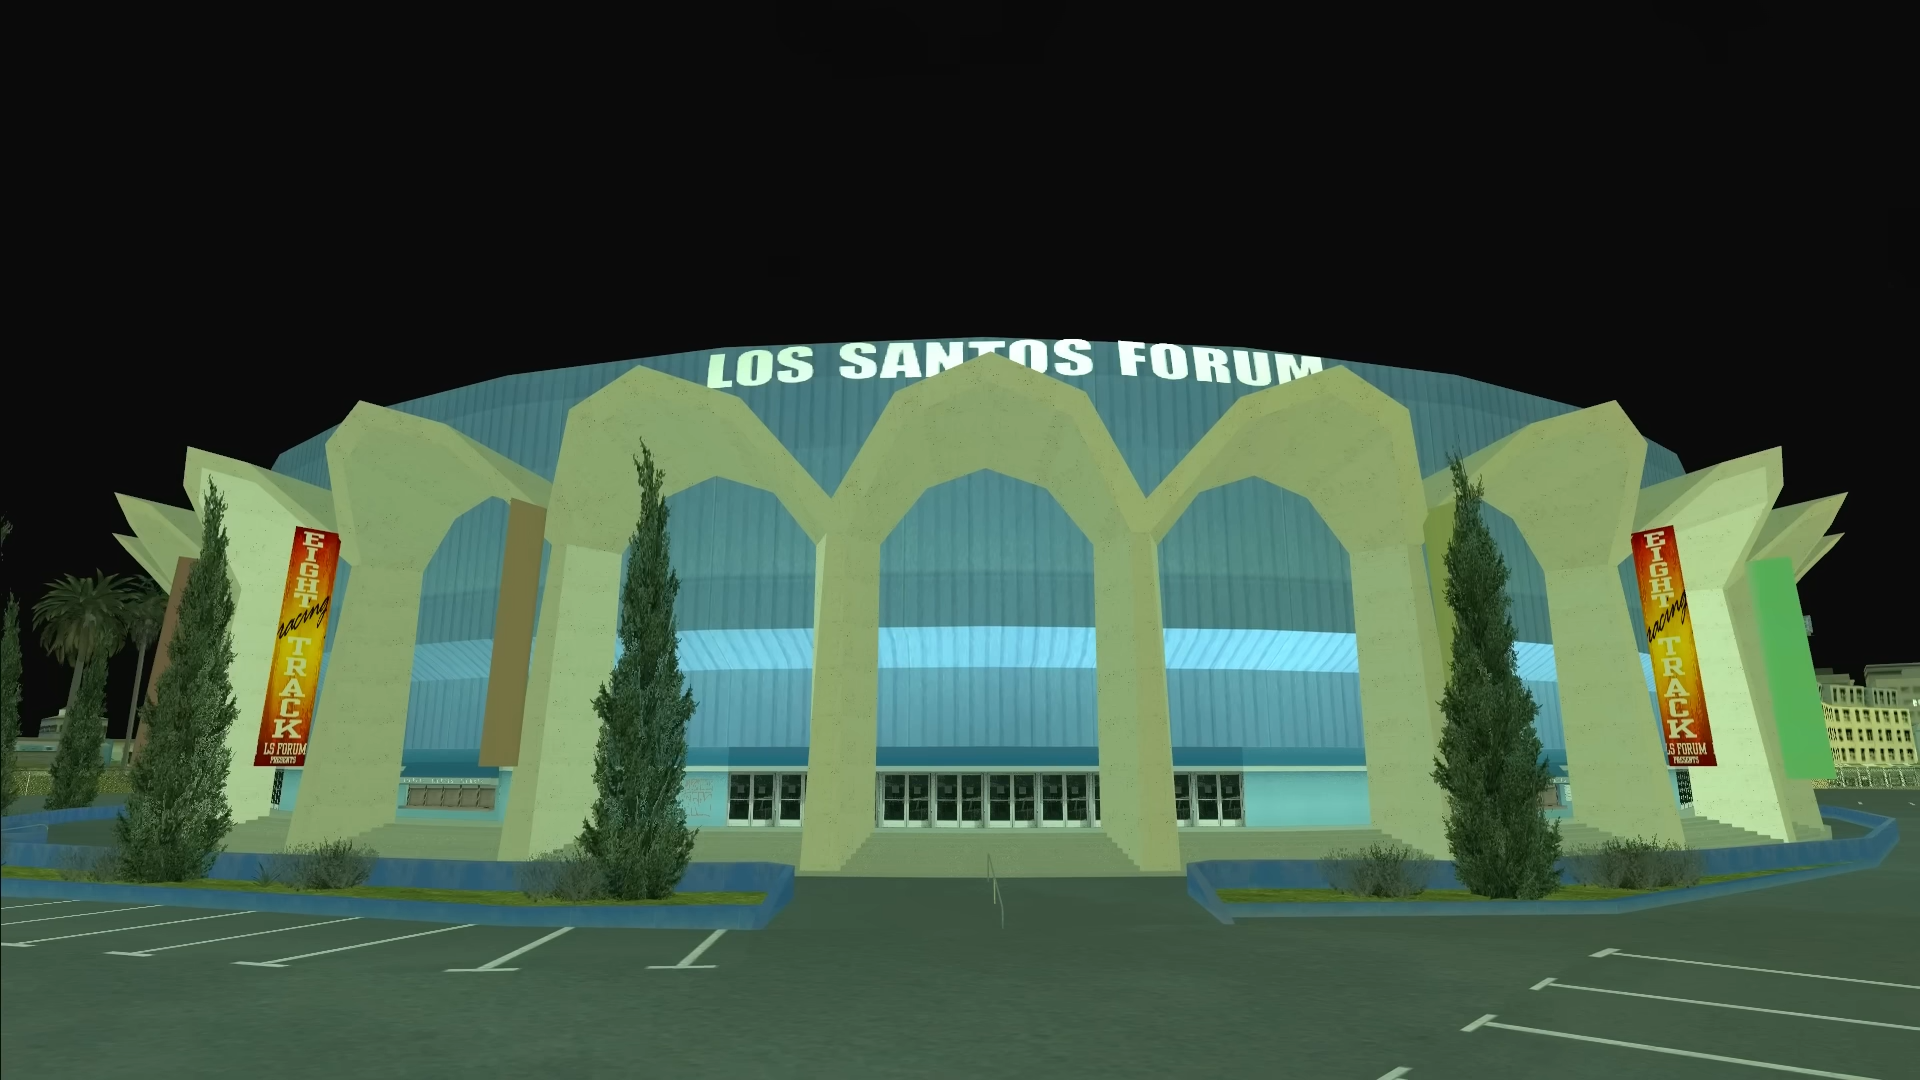 LOS SANTOS FORUM
EIGHT
racing
TRACK
LS FORUM
PRESENTS
EIGHT
racing
TRACK
LS FORUM
PRESENTS